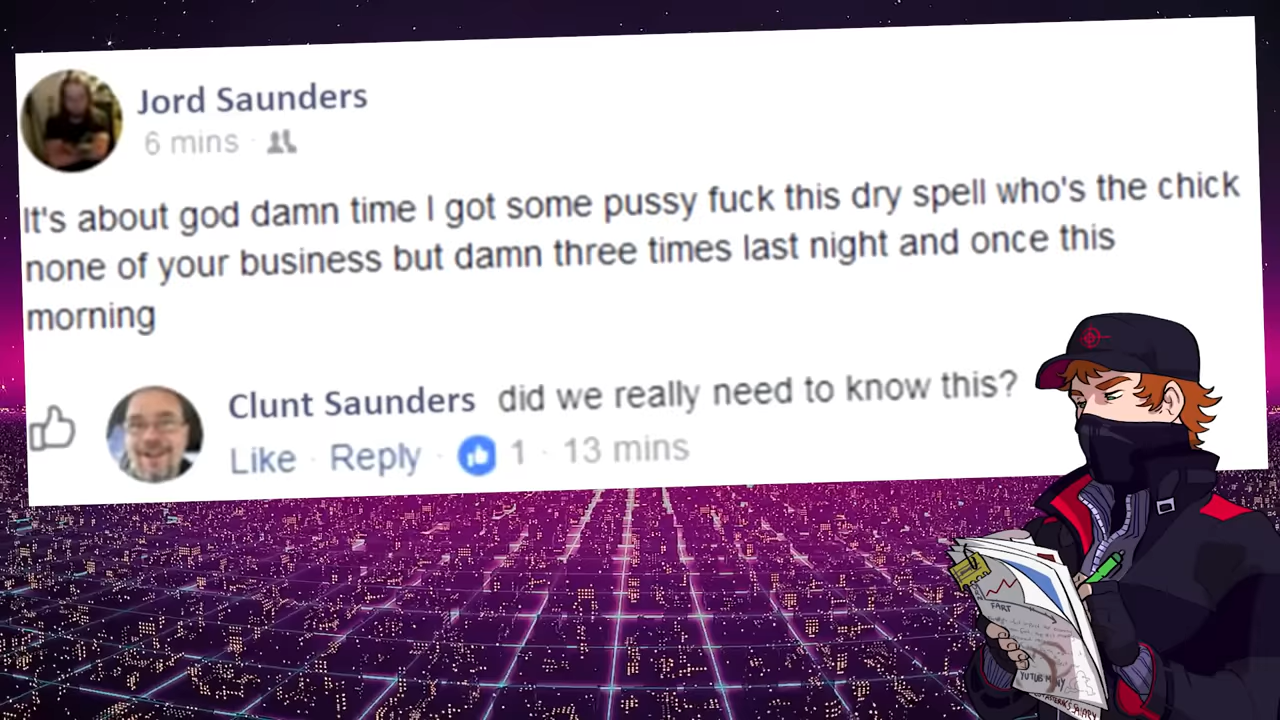 Jord Saunders
6 mins ·
It's about god damn time I got some pussy fuck this dry spell who's the chick
none of your business but damn three times last night and once this
morning
Clunt Saunders did we really need to know this?
Like · Reply · 1 · 13 mins
FART